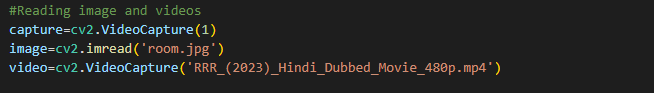 #Reading image and videos
capture=cv2.VideoCapture(1)
image=cv2.imread('room.jpg')
video=cv2.VideoCapture('RRR_(2023)_Hindi_Dubbed_Movie_480p.mp4')